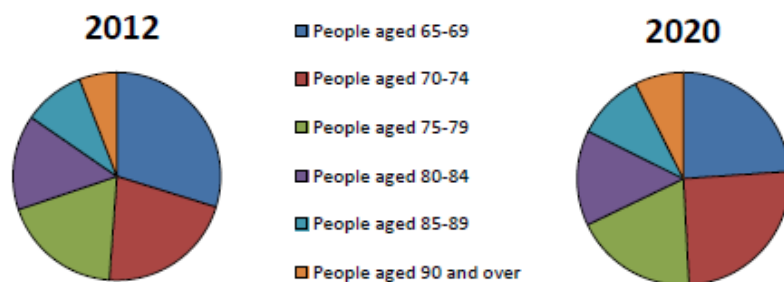 2012
People aged 65-69
People aged 70-74
People aged 75-79
People aged 80-84
People aged 85-89
People aged 90 and over
2020